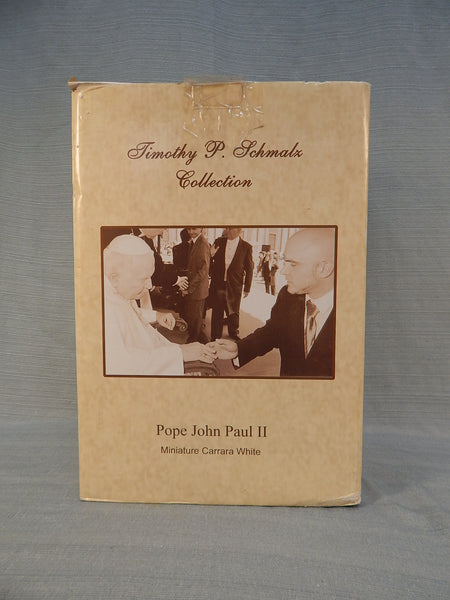 Timothy P. Schmalz
Collection
Pope John Paul II
Miniature Carrara White